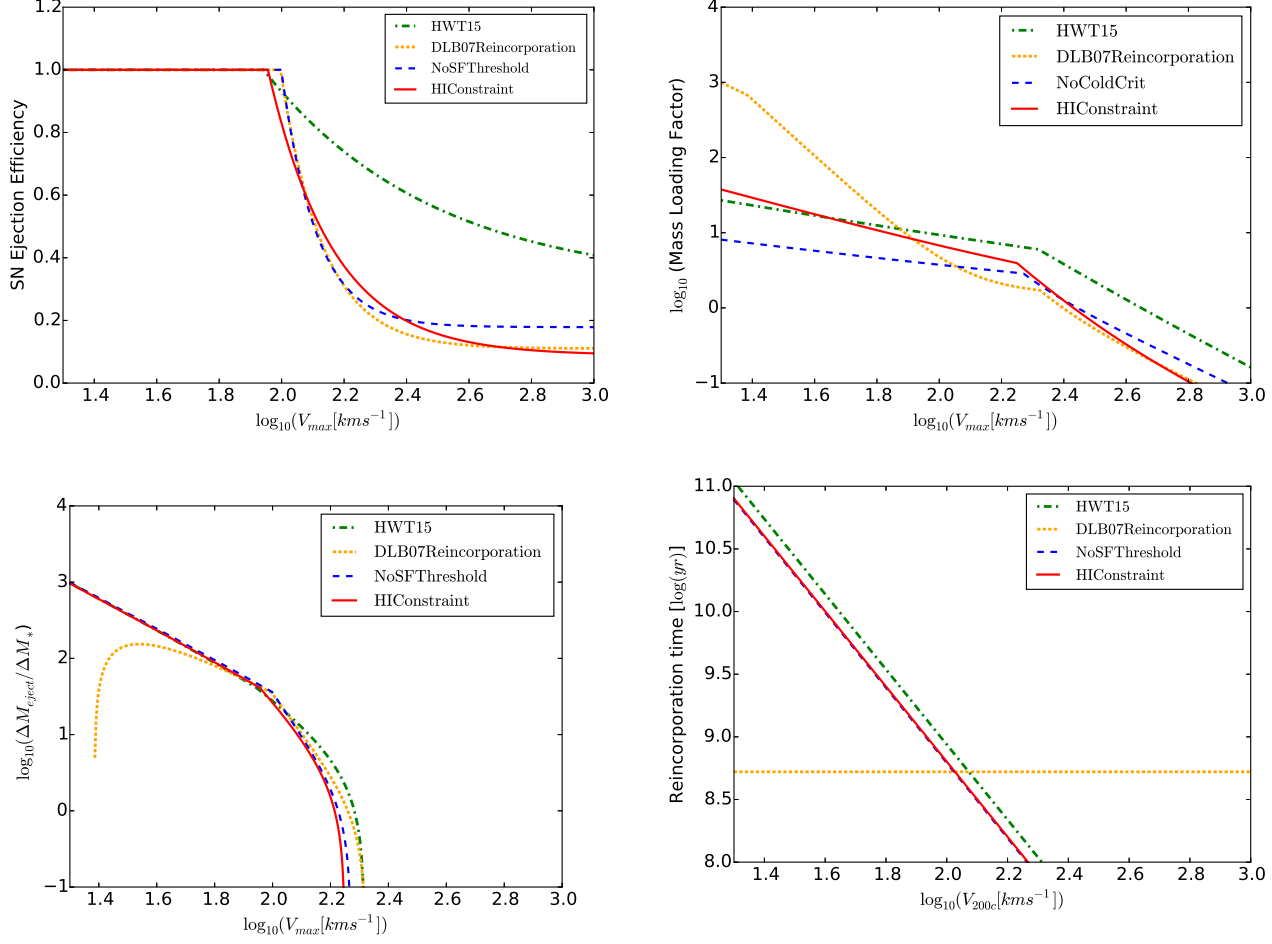 1.2
1.0
0.8
0.6
0.4
0.2
0.0
SN Ejection Efficiency
HWT15
DLB07Reincorporation
NoSFThreshold
HIConstraint
1.4 1.6 1.8 2.0 2.2 2.4 2.6 2.8 3.0
log₁₀(V_max[kms⁻¹])
4
3
2
1
0
−1
log₁₀ (Mass Loading Factor)
HWT15
DLB07Reincorporation
NoColdCrit
HIConstraint
1.4 1.6 1.8 2.0 2.2 2.4 2.6 2.8 3.0
log₁₀(V_max[kms⁻¹])
4
3
2
1
0
−1
log₁₀(ΔM_eject/ΔM_*)
HWT15
DLB07Reincorporation
NoSFThreshold
HIConstraint
1.4 1.6 1.8 2.0 2.2 2.4 2.6 2.8 3.0
log₁₀(V_max[kms⁻¹])
11.0
10.5
10.0
9.5
9.0
8.5
8.0
Reincorporation time [log(yr)]
HWT15
DLB07Reincorporation
NoSFThreshold
HIConstraint
1.4 1.6 1.8 2.0 2.2 2.4 2.6 2.8 3.0
log₁₀(V_200c[kms⁻¹])